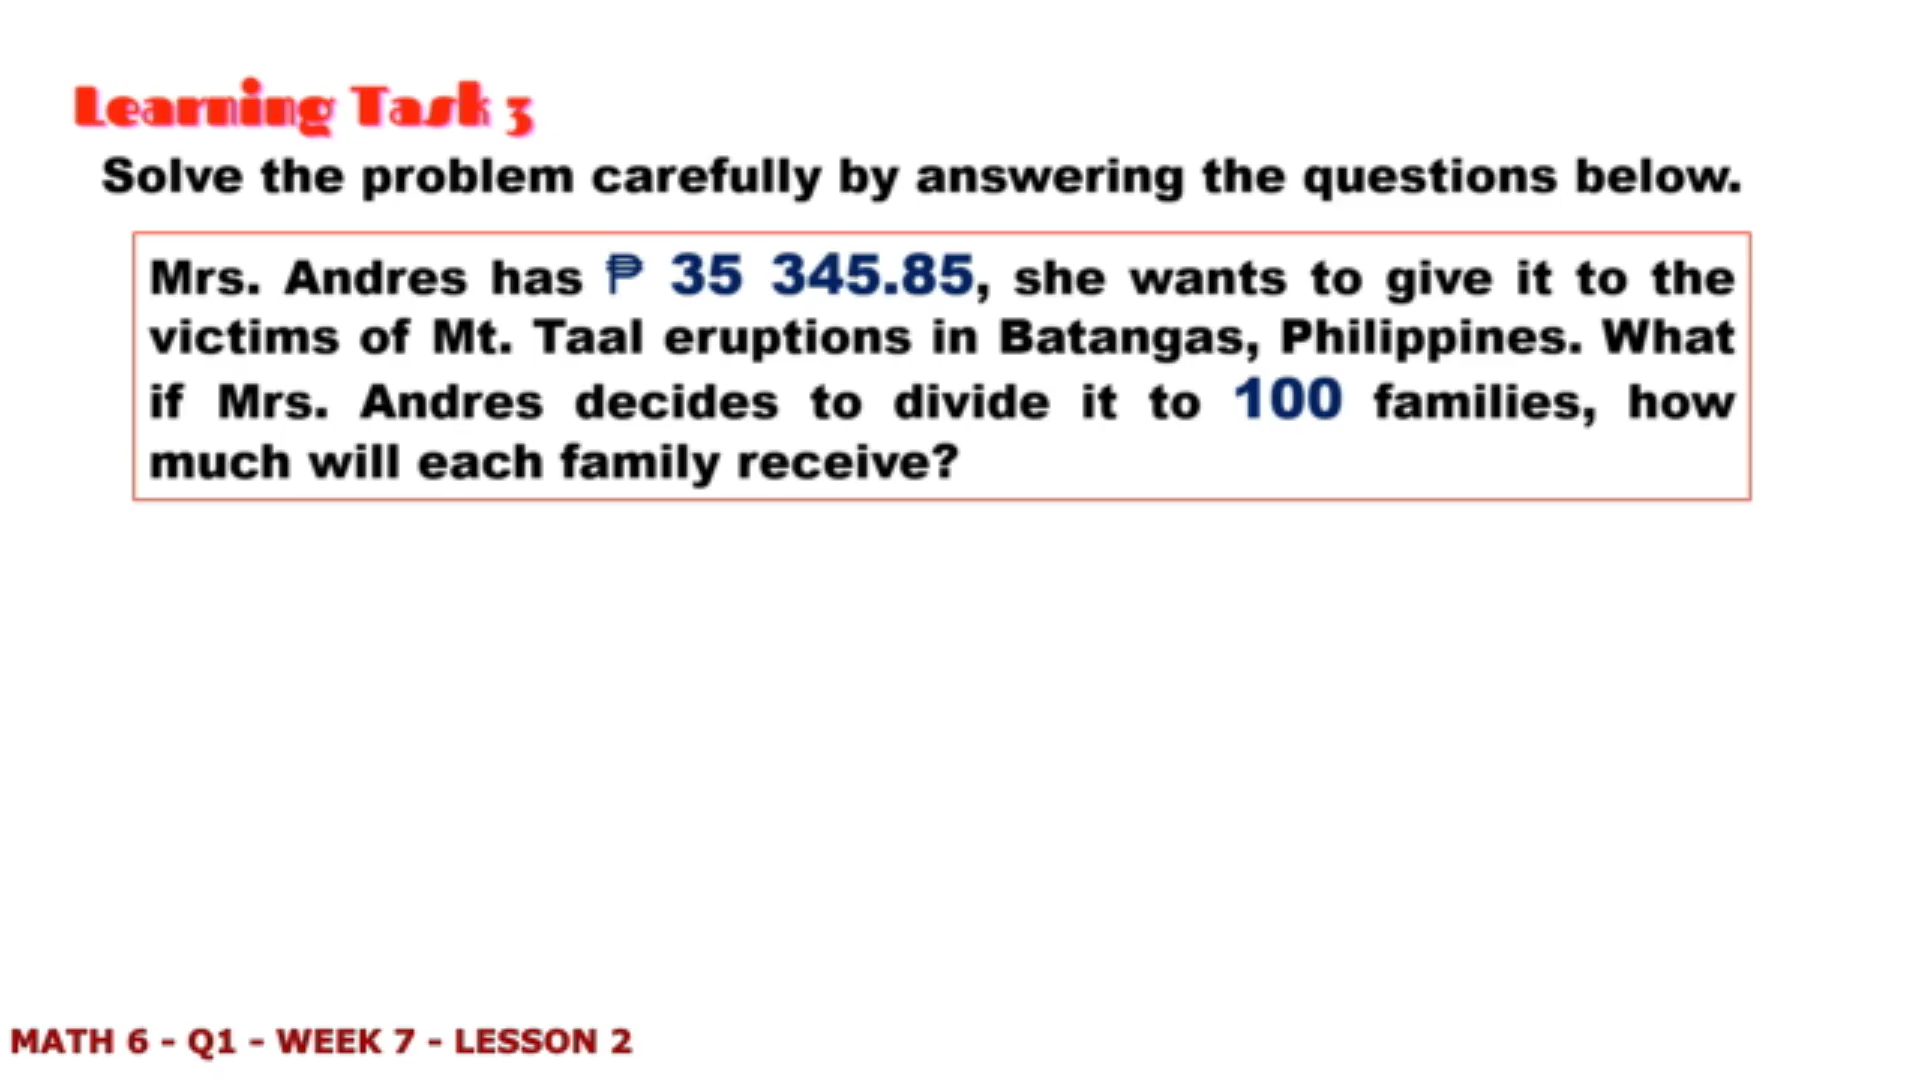 Learning Task 3
Solve the problem carefully by answering the questions below.
Mrs. Andres has ₱ 35 345.85, she wants to give it to the
victims of Mt. Taal eruptions in Batangas, Philippines. What
if Mrs. Andres decides to divide it to 100 families, how
much will each family receive?
MATH 6 - Q1 - WEEK 7 - LESSON 2